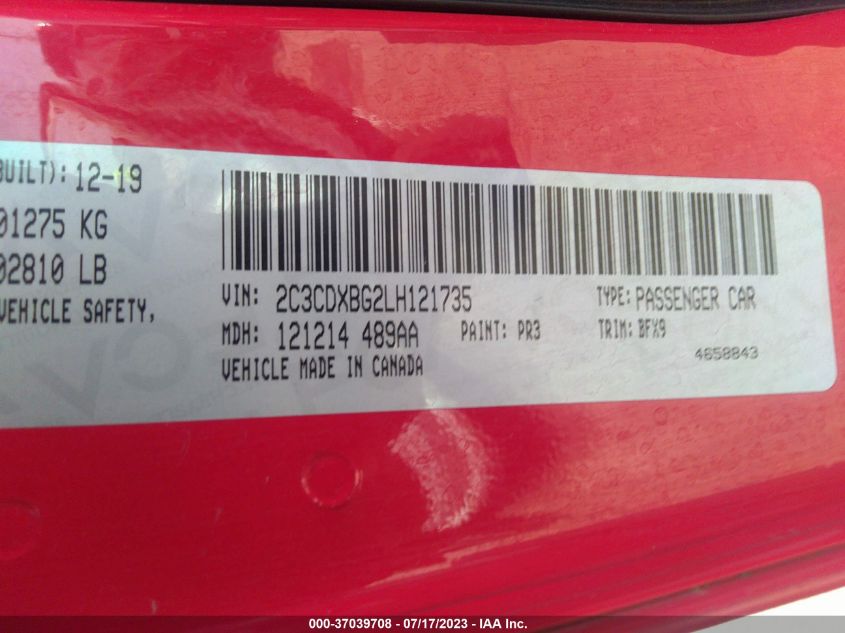 BUILT): 12-19
01275 KG
02810 LB
VEHICLE SAFETY,
VIN: 2C3CDXBG2LH121735 TYPE: PASSENGER CAR
MDH: 121214 489AA PAINT: PR3 TRIM: BFX9
VEHICLE MADE IN CANADA 4658843
000-37039708 - 07/17/2023 - IAA Inc.